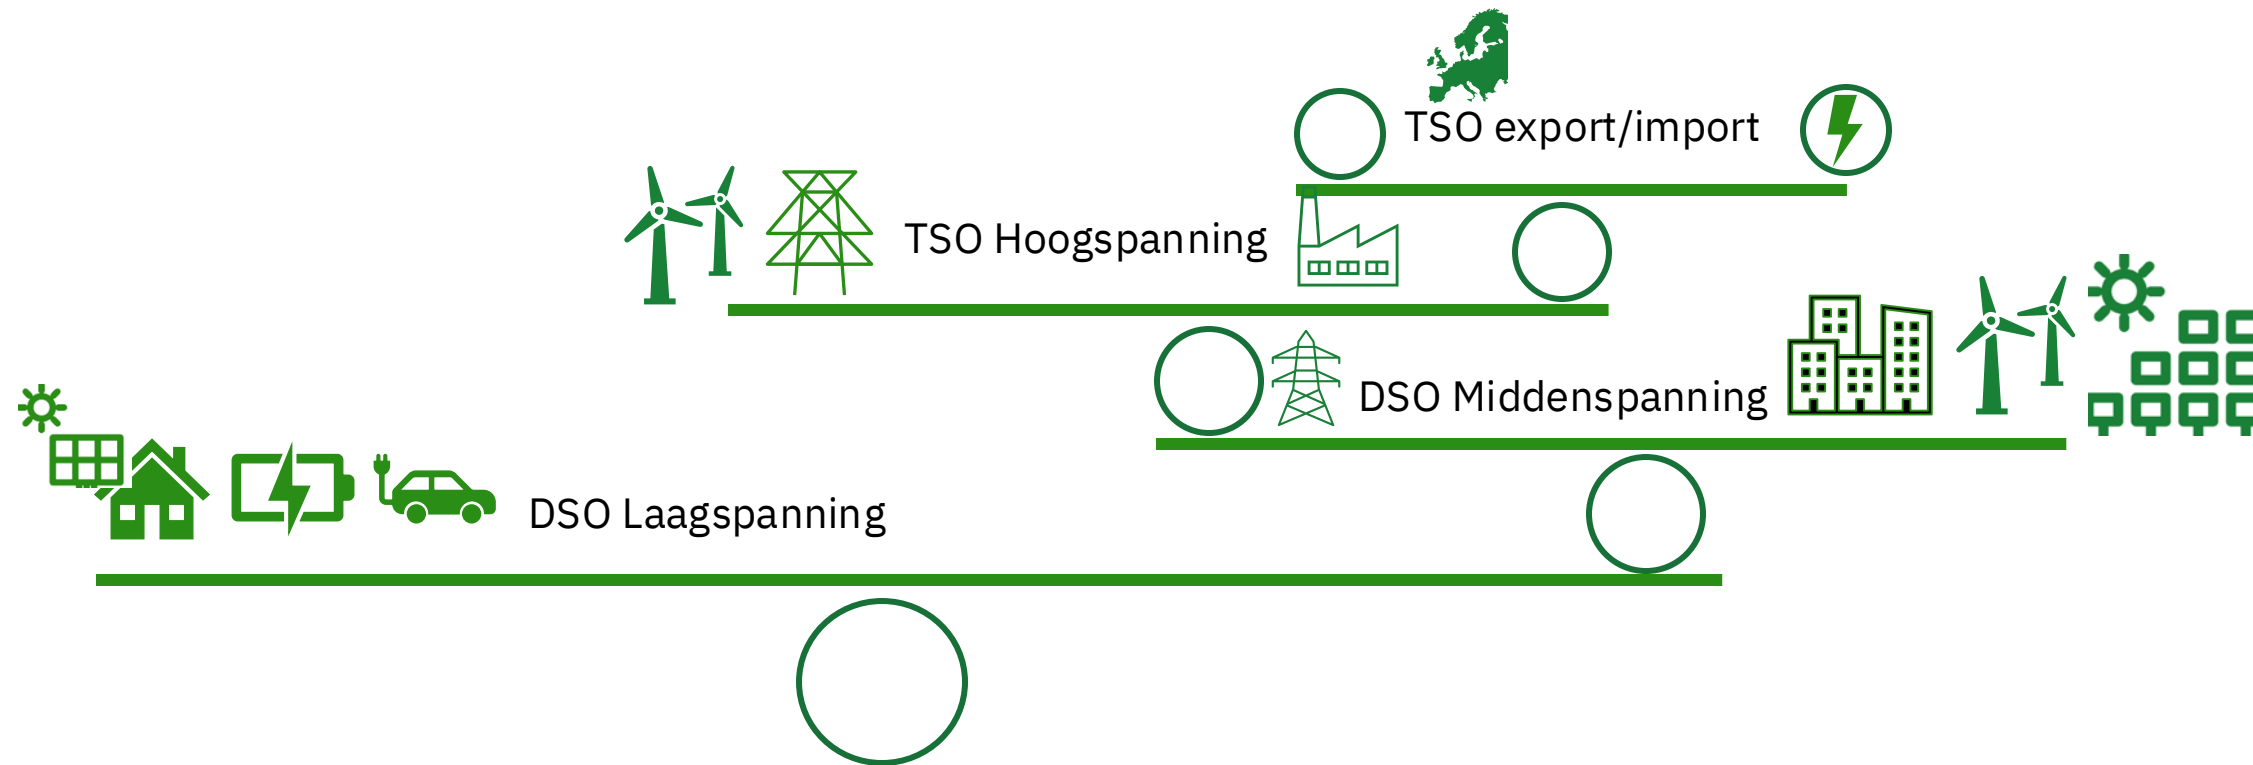 TSO export/import
TSO Hoogspanning
DSO Middenspanning
DSO Laagspanning